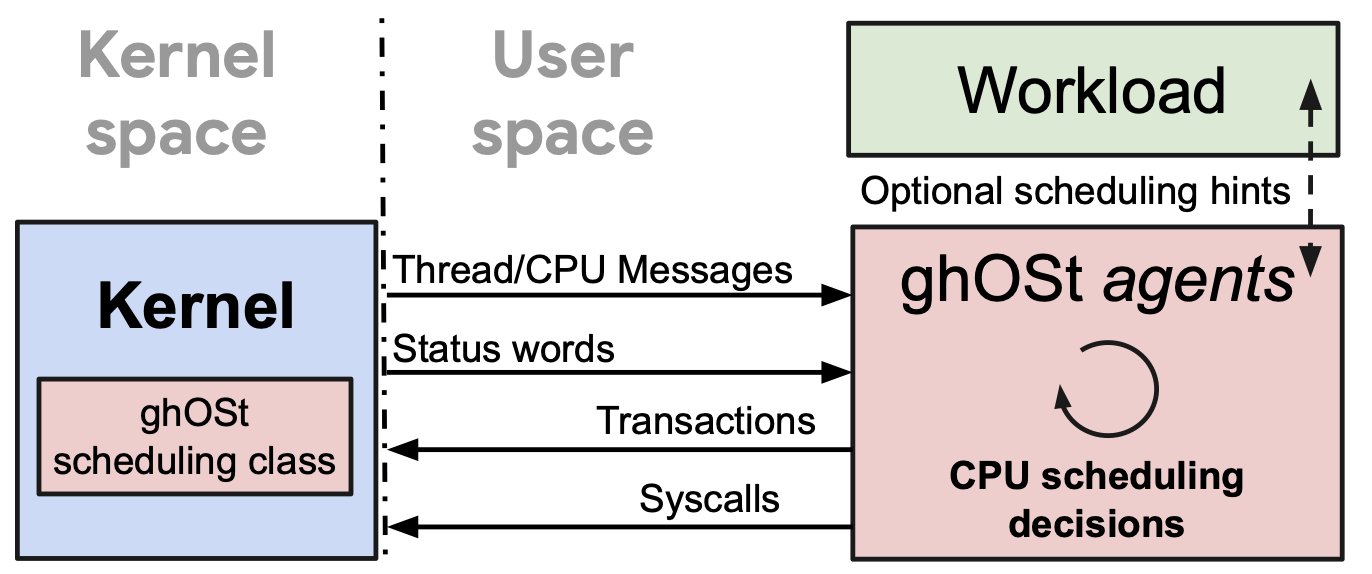 Kernel
space
User
space
Workload
Optional scheduling hints
Kernel
ghOSt
scheduling class
Thread/CPU Messages
Status words
Transactions
Syscalls
ghOSt agents
CPU scheduling
decisions